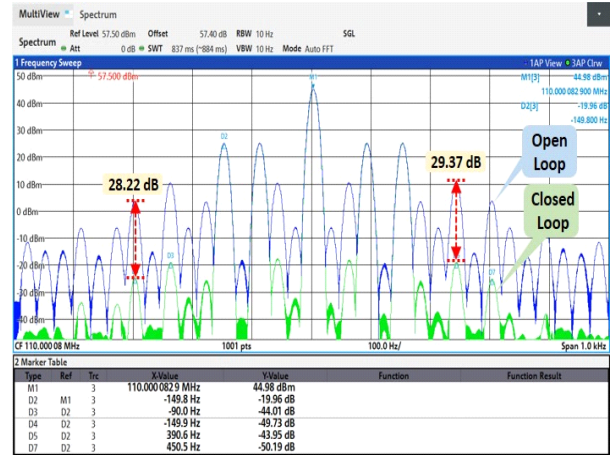 MultiView Spectrum
Ref Level 57.50 dBm Offset 57.40 dB RBW 10 Hz SGL
Spectrum Att 0 dB SWT 837 ms (~884 ms) VBW 10 Hz Mode Auto FFT
1 Frequency Sweep 1AP View 3AP Clrw
50 dBm 57.500 dBm M1 M1[3] 44.98 dBm
110.000 082 900 MHz
40 dBm D2[3] -19.96 dB
-149.800 Hz
30 dBm
D2
20 dBm
Open
Loop
28.22 dB 29.37 dB
10 dBm
0 dBm
Closed
Loop
-10 dBm
D3
-20 dBm
D7
-30 dBm
-40 dBm
CF 110.00008 MHz 1001 pts 100.0 Hz/ Span 1.0 kHz
2 Marker Table
Type Ref Trc X-Value Y-Value Function Function Result
M1 3 110.0000829 MHz 44.98 dBm
D2 M1 3 -149.8 Hz -19.96 dB
D3 D2 3 -90.0 Hz -44.01 dB
D4 D2 3 -149.9 Hz -49.73 dB
D5 D2 3 390.6 Hz -43.95 dB
D7 D2 3 450.5 Hz -50.19 dB